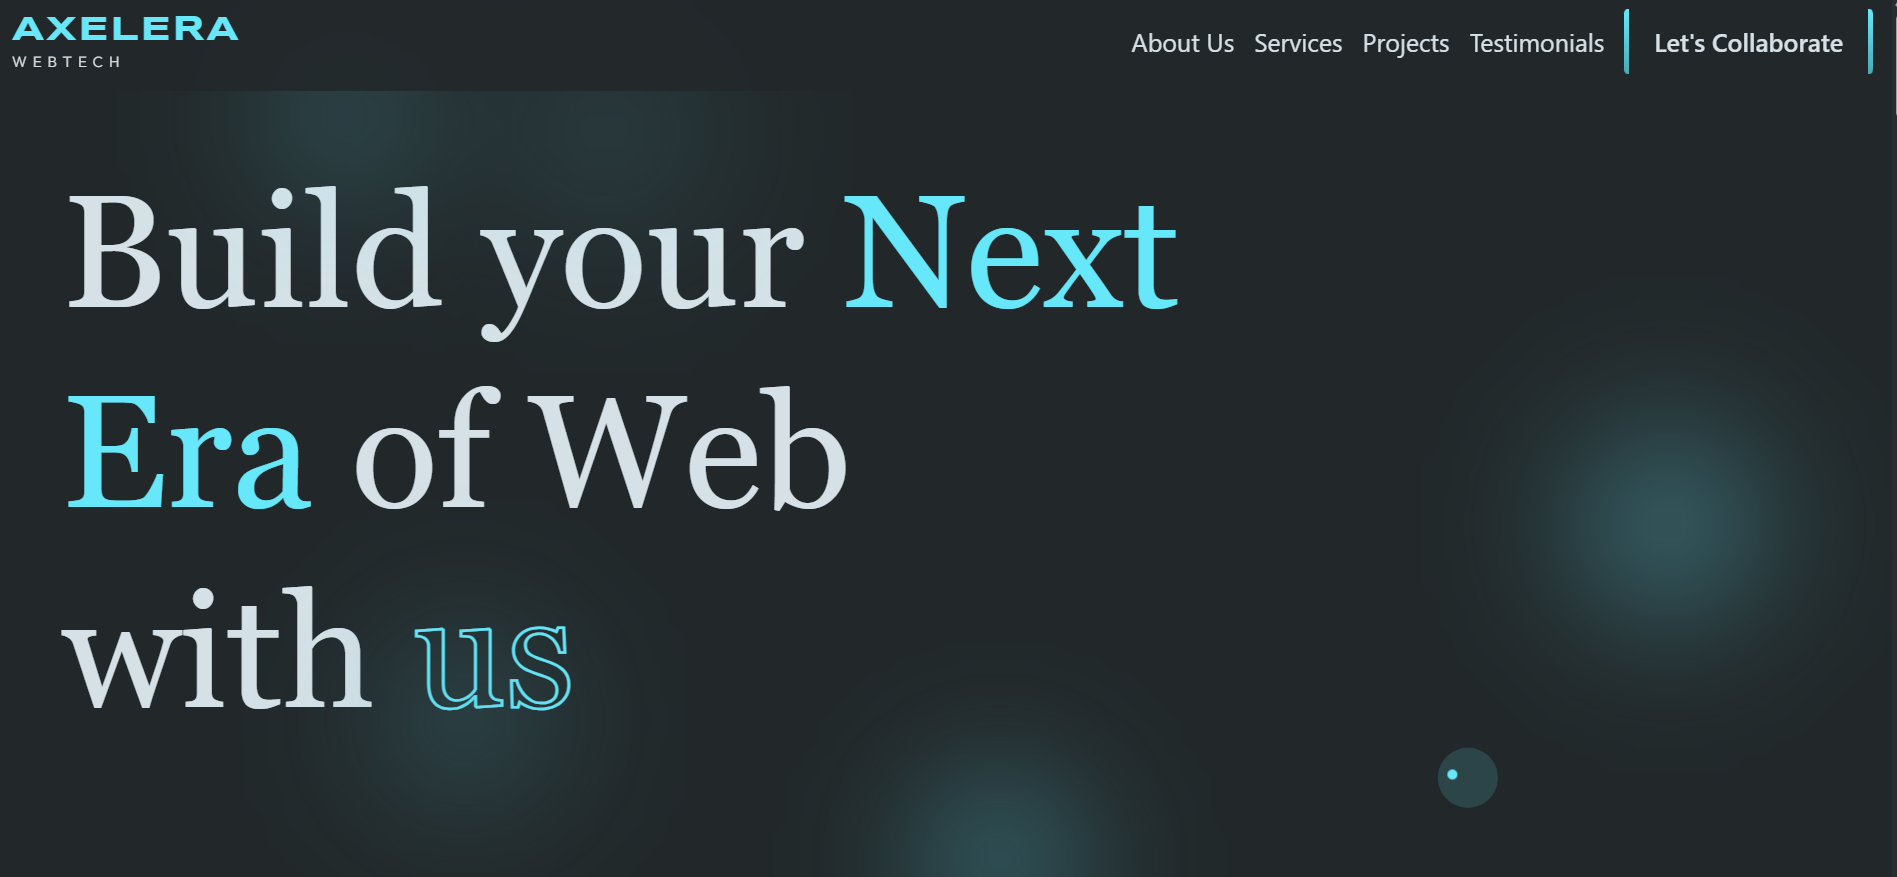 AXELERA
WEBTECH
About Us Services Projects Testimonials Let's Collaborate
Build your Next
Era of Web
with us